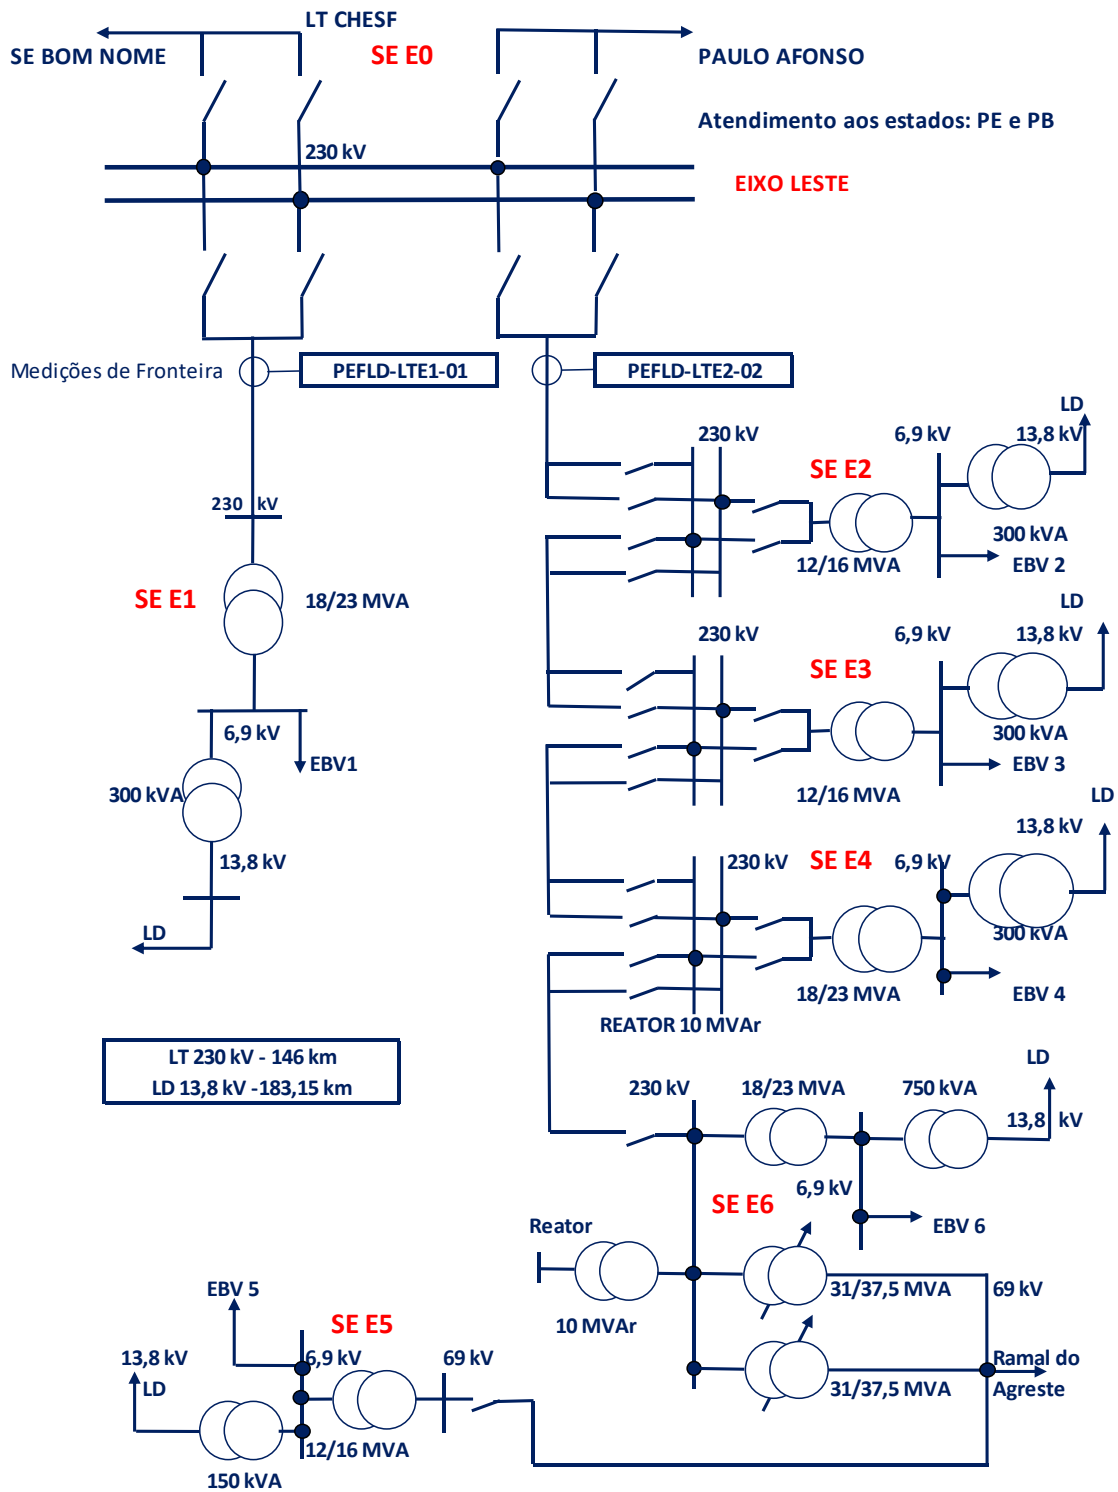 LT CHESF
SE BOM NOME
SE E0
PAULO AFONSO
Atendimento aos estados: PE e PB
230 kV
EIXO LESTE
Medições de Fronteira
PEFLD-LTE1-01
PEFLD-LTE2-02
LD
230 kV
6,9 kV
13,8 kV
SE E2
230 kV
300 kVA
12/16 MVA
EBV 2
SE E1
18/23 MVA
LD
230 kV
6,9 kV
13,8 kV
SE E3
6,9 kV
300 kVA
EBV1
EBV 3
300 kVA
12/16 MVA
LD
13,8 kV
13,8 kV
230 kV
SE E4
6,9 kV
LD
300 kVA
18/23 MVA
EBV 4
REATOR 10 MVAr
LT 230 kV - 146 km
LD 13,8 kV -183,15 km
LD
230 kV
18/23 MVA
750 kVA
13,8 kV
6,9 kV
SE E6
Reator
EBV 6
EBV 5
31/37,5 MVA
69 kV
10 MVAr
SE E5
13,8 kV
6,9 kV
69 kV
Ramal do
Agreste
LD
31/37,5 MVA
12/16 MVA
150 kVA